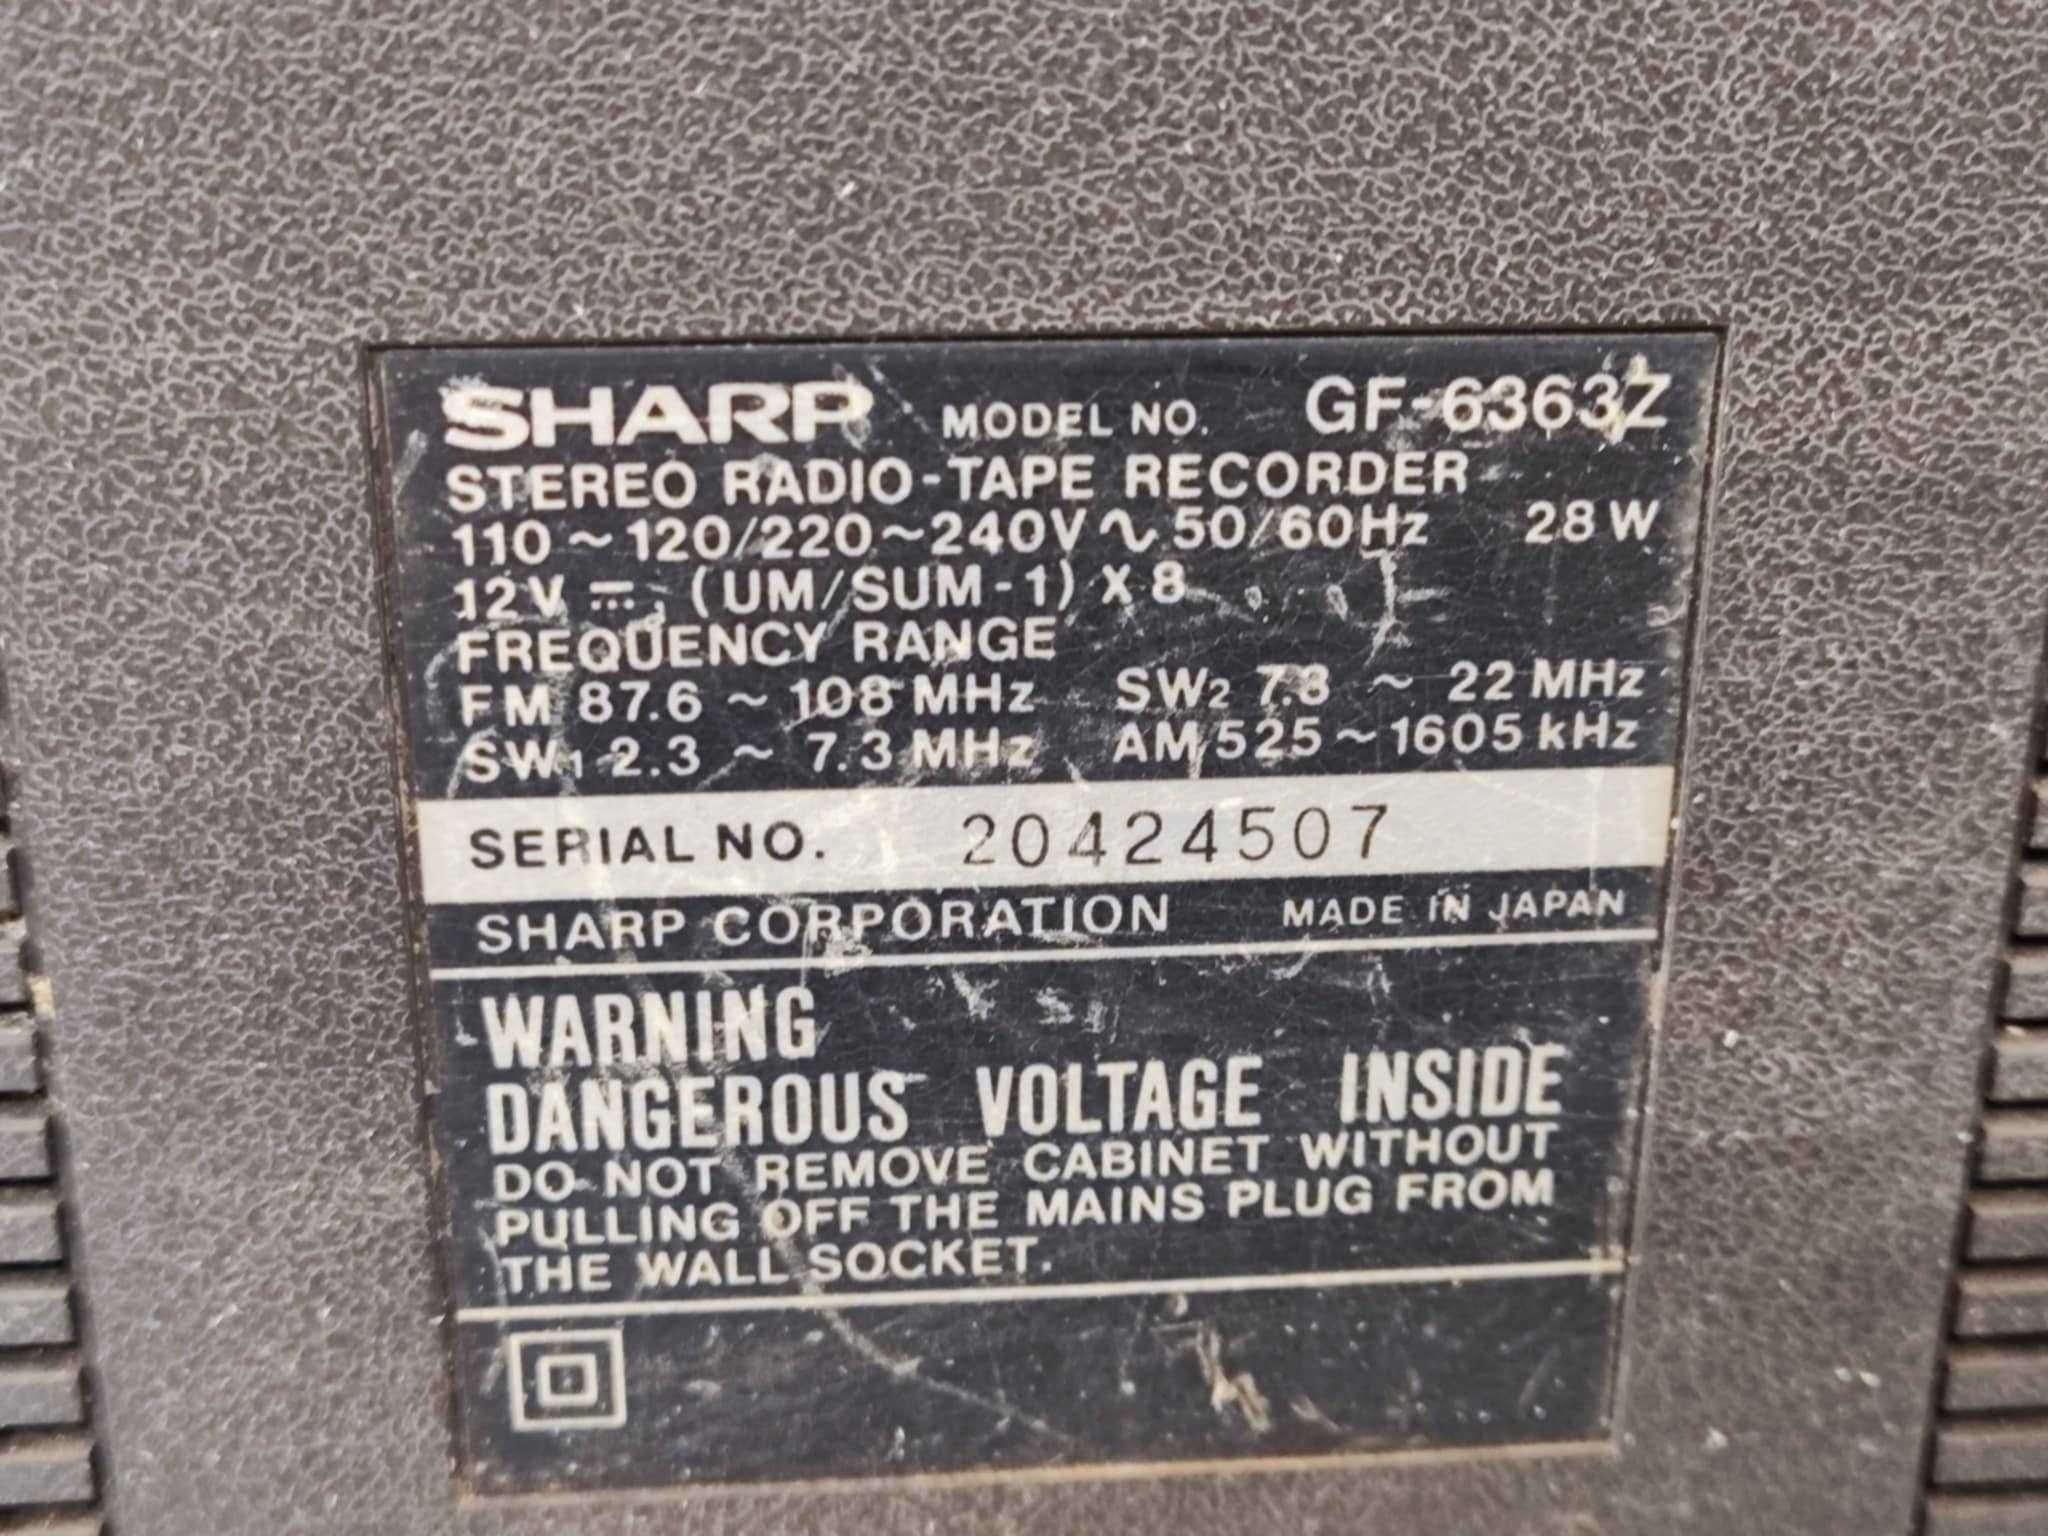 SHARP MODEL NO. GF-6363Z
STEREO RADIO-TAPE RECORDER
110~120/220~240V∿50/60Hz 28W
12V ⎓ (UM/SUM-1) X 8
FREQUENCY RANGE
FM 87.6 ~ 108 MHz SW₂ 7.3 ~ 22 MHz
SW₁ 2.3 ~ 7.3 MHz AM 525~1605 kHz
SERIAL NO. 20424507
SHARP CORPORATION MADE IN JAPAN
WARNING
DANGEROUS VOLTAGE INSIDE
DO NOT REMOVE CABINET WITHOUT
PULLING OFF THE MAINS PLUG FROM
THE WALL SOCKET.